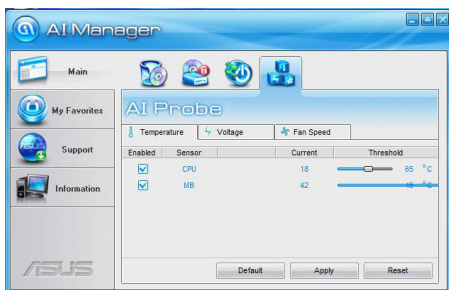 AI Manager
Main
My Favorites
Support
Information
ASUS
AI Probe
Temperature Voltage Fan Speed
Enabled Sensor Current Threshold
CPU 18 65 °C
MB 42 45 °C
Default Apply Reset